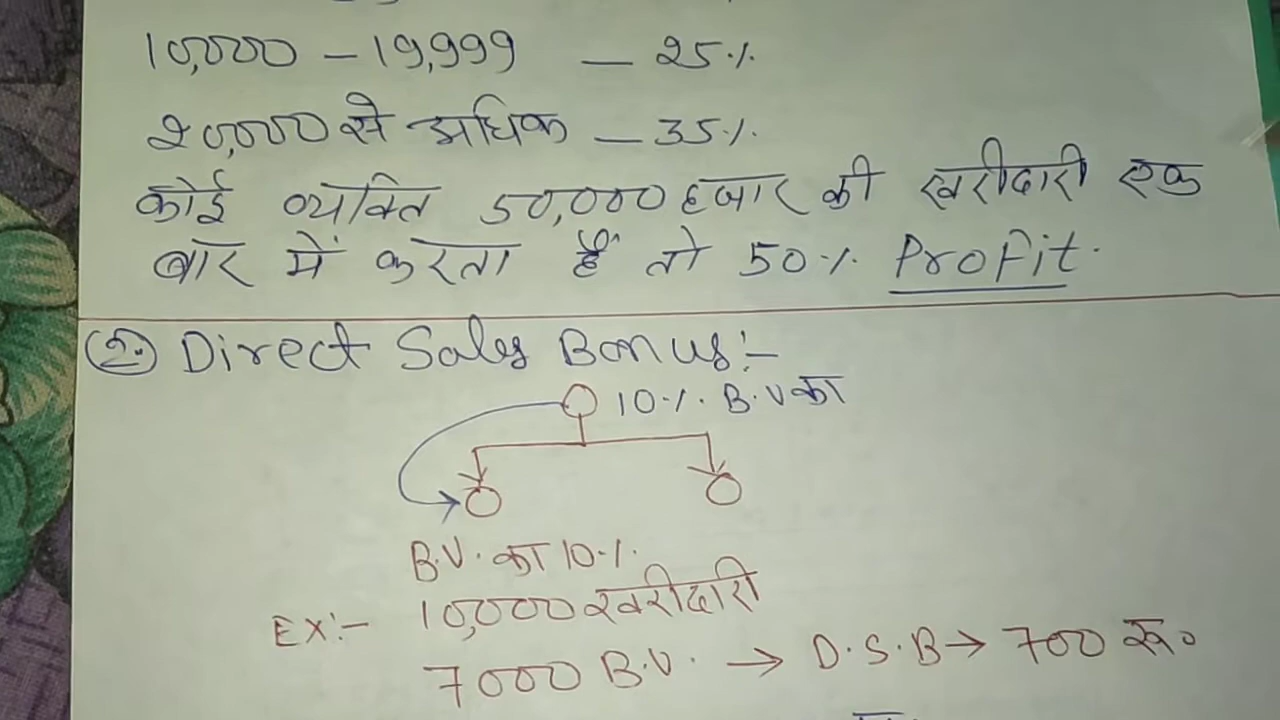 10,000 - 19,999 - 25%
20,000 से अधिक - 35%
कोई व्यक्ति 50,000 हजार की खरीदारी एक
बार में करता है तो 50% Profit.
(2.) Direct Sales Bonus:-
10% B.V का
B.V. का 10%
Ex:- 10,000 खरीदारी
7000 B.V. → D.S.B → 700 रू०